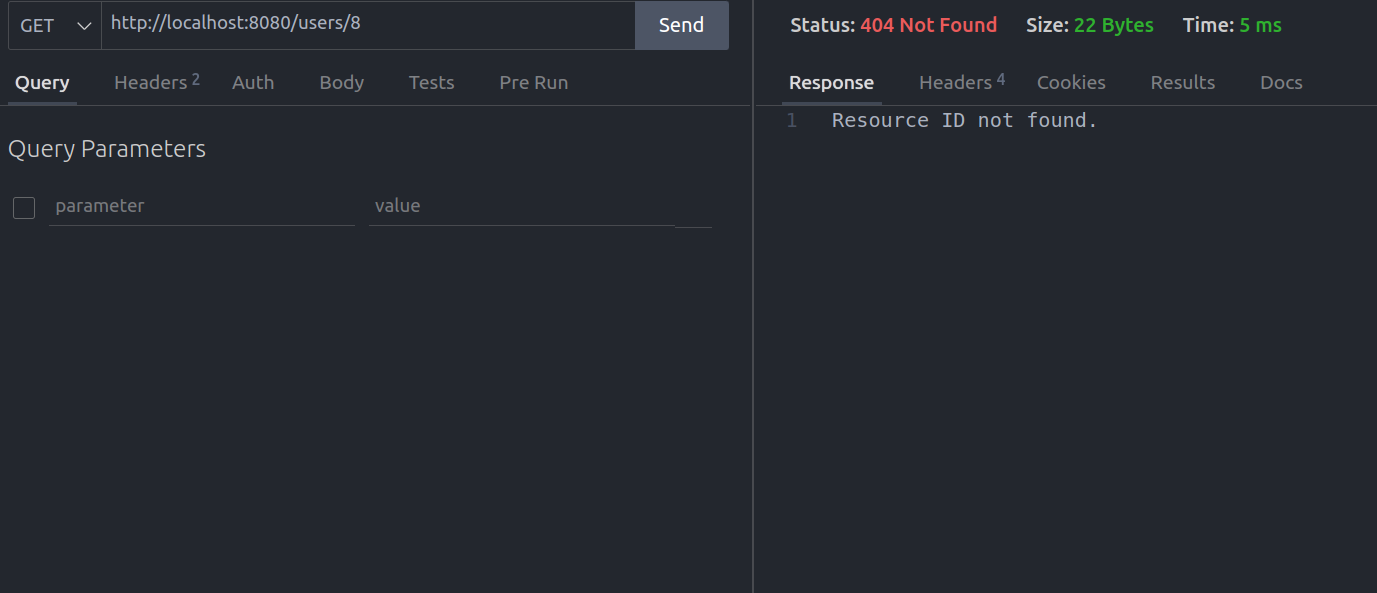 GET http://localhost:8080/users/8 Send
Query Headers 2 Auth Body Tests Pre Run
Query Parameters
parameter value
Status: 404 Not Found Size: 22 Bytes Time: 5 ms
Response Headers 4 Cookies Results Docs
1 Resource ID not found.